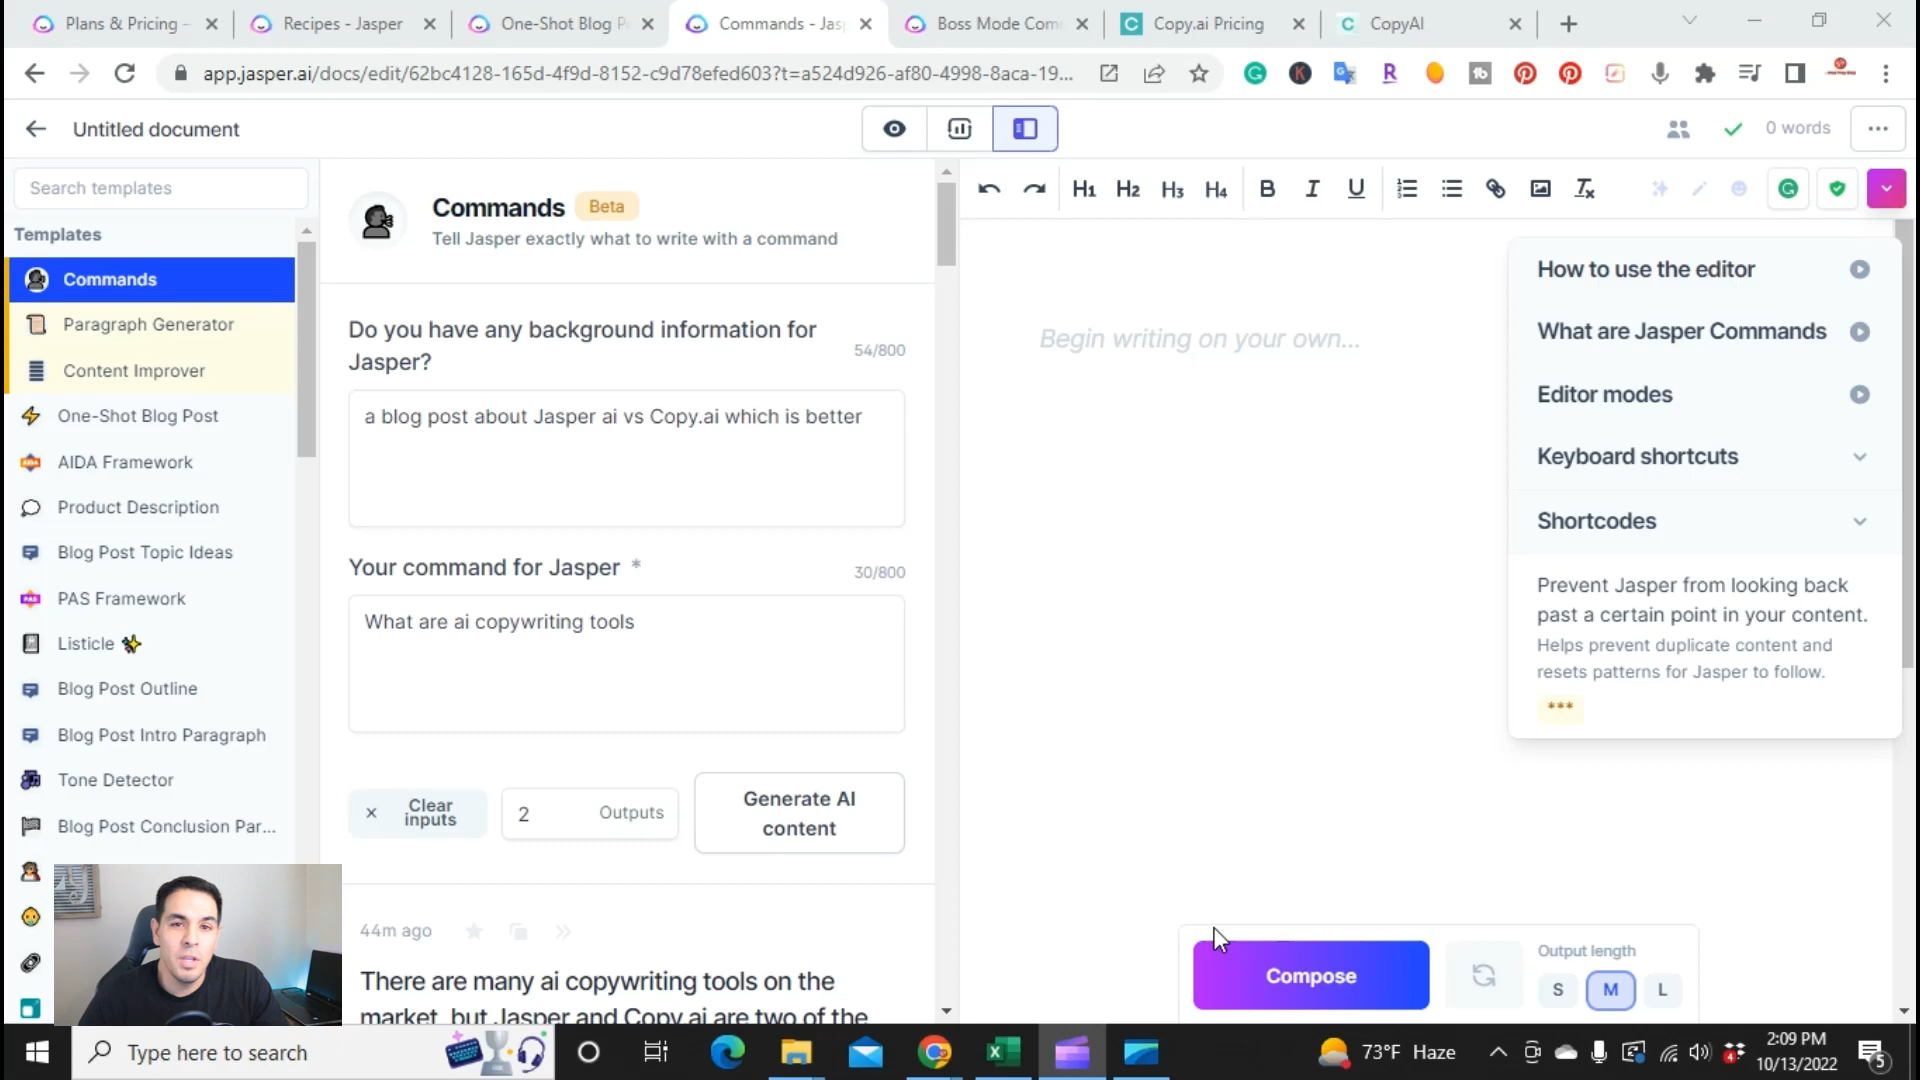 Plans & Pricing –
Recipes - Jasper
One-Shot Blog P
Commands - Jas
Boss Mode Com
Copy.ai Pricing
CopyAI
app.jasper.ai/docs/edit/62bc4128-165d-4f9d-8152-c9d78efed603?t=a524d926-af80-4998-8aca-19...
Untitled document
0 words
Search templates
Templates
Commands
Paragraph Generator
Content Improver
One-Shot Blog Post
AIDA Framework
Product Description
Blog Post Topic Ideas
PAS Framework
Listicle
Blog Post Outline
Blog Post Intro Paragraph
Tone Detector
Blog Post Conclusion Par...
Commands Beta
Tell Jasper exactly what to write with a command
Do you have any background information for
Jasper?
54/800
a blog post about Jasper ai vs Copy.ai which is better
Your command for Jasper *
30/800
What are ai copywriting tools
Clear
inputs
2 Outputs
Generate AI
content
44m ago
There are many ai copywriting tools on the
market, but Jasper and Copy.ai are two of the
H1 H2 H3 H4 B I U
Begin writing on your own...
How to use the editor
What are Jasper Commands
Editor modes
Keyboard shortcuts
Shortcodes
Prevent Jasper from looking back
past a certain point in your content.
Helps prevent duplicate content and
resets patterns for Jasper to follow.
***
Compose
Output length
S M L
Type here to search
73°F Haze
4
2:09 PM
10/13/2022
5